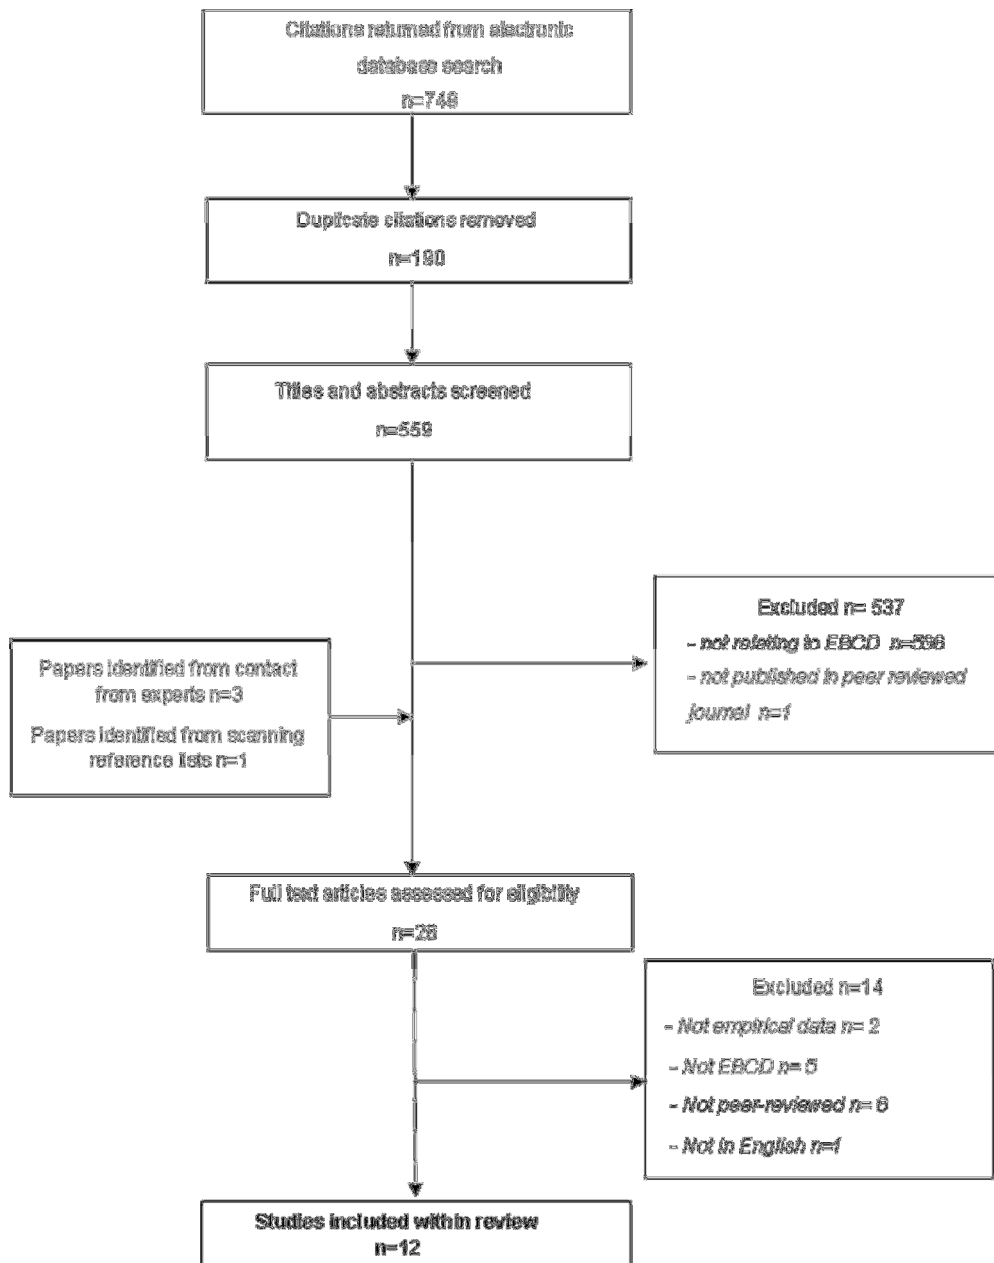 Citations returned from electronic
database search
n=749
Duplicate citations removed
n=190
Titles and abstracts screened
n=559
Excluded n= 537
- not relating to EBCD n=536
- not published in peer reviewed
journal n=1
Papers identified from contact
from experts n=3
Papers identified from scanning
reference lists n=1
Full text articles assessed for eligibility
n=26
Excluded n=14
- Not empirical data n= 2
- Not EBCD n= 5
- Not peer-reviewed n= 6
- Not in English n=1
Studies included within review
n=12